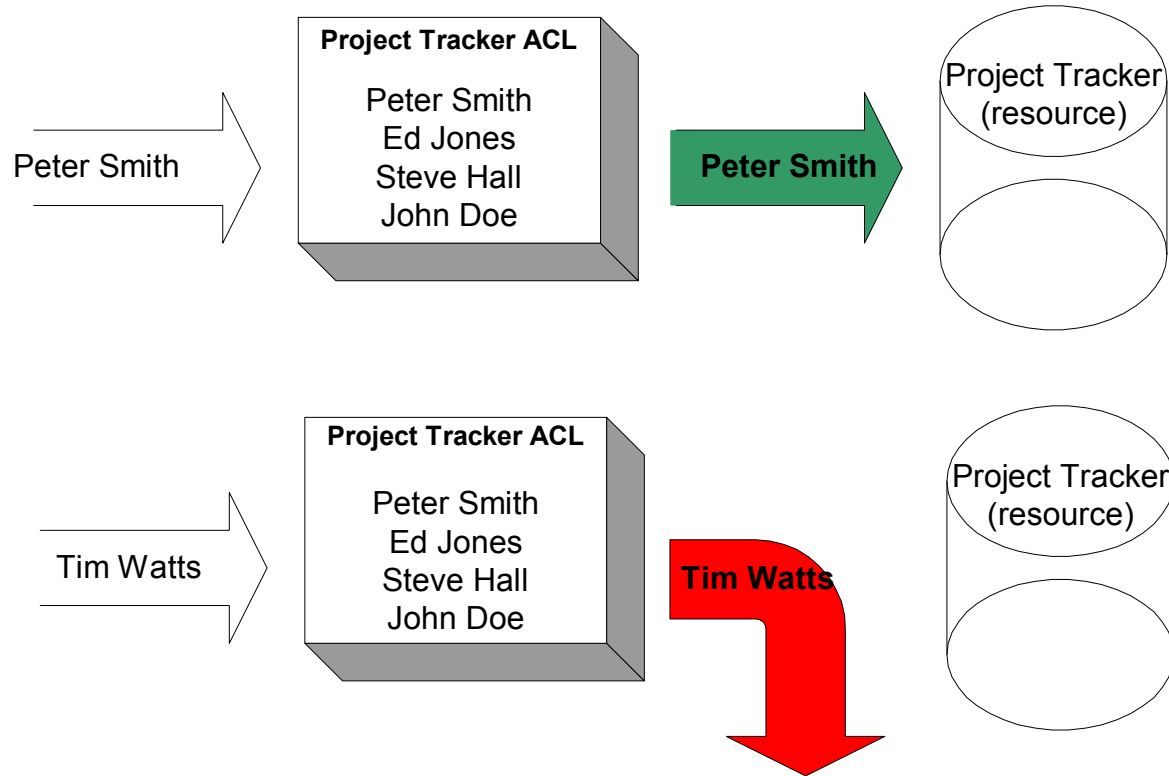 Peter Smith
Project Tracker ACL
Peter Smith
Ed Jones
Steve Hall
John Doe
Peter Smith
Project Tracker
(resource)
Tim Watts
Project Tracker ACL
Peter Smith
Ed Jones
Steve Hall
John Doe
Tim Watts
Project Tracker
(resource)